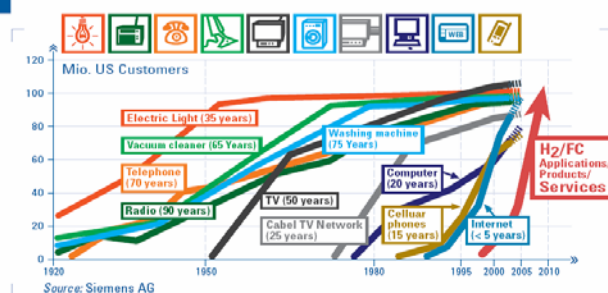 WEB
120
100
80
60
40
20
0
Mio. US Customers
Electric Light (35 years)
Vacuum cleaner (65 Years)
Telephone
(70 years)
Radio (90 years)
Washing machine
(75 Years)
TV (50 years)
Cabel TV Network
(25 years)
Computer
(20 years)
Celluar
phones
(15 years)
Internet
(< 5 years)
H2/FC
Applications,
Products/
Services
1920
1950
1980
1995
2000
2005
2010
Source: Siemens AG